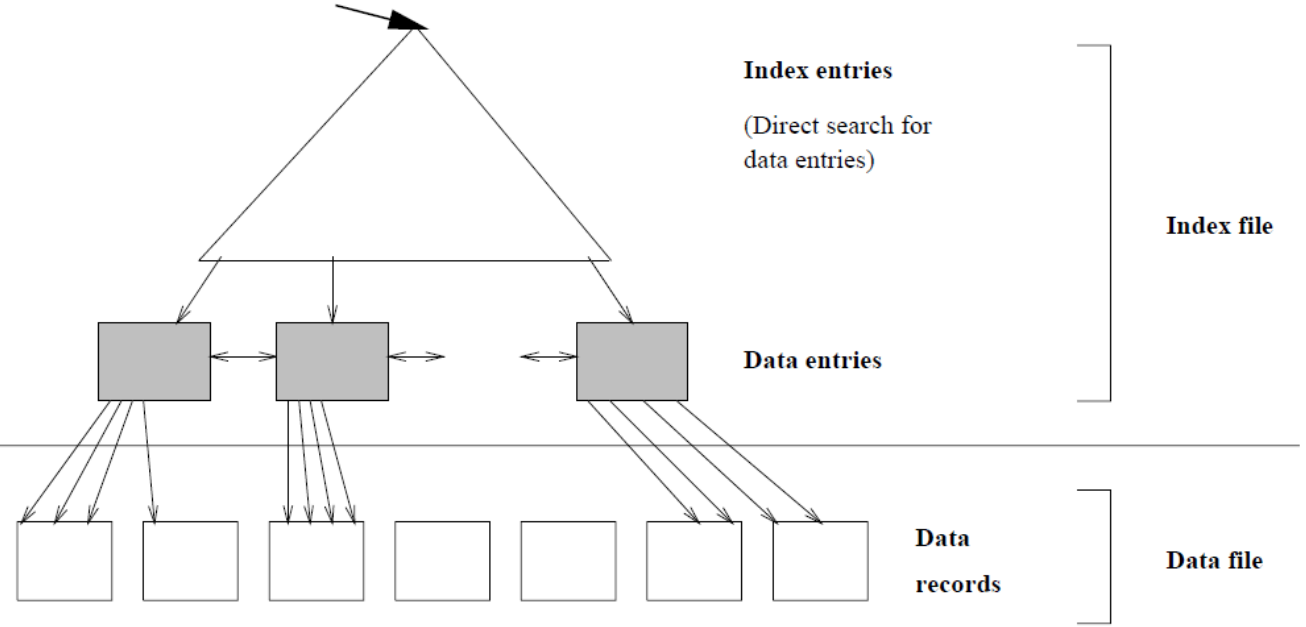 Index entries
(Direct search for
data entries)
Index file
Data entries
Data
records
Data file